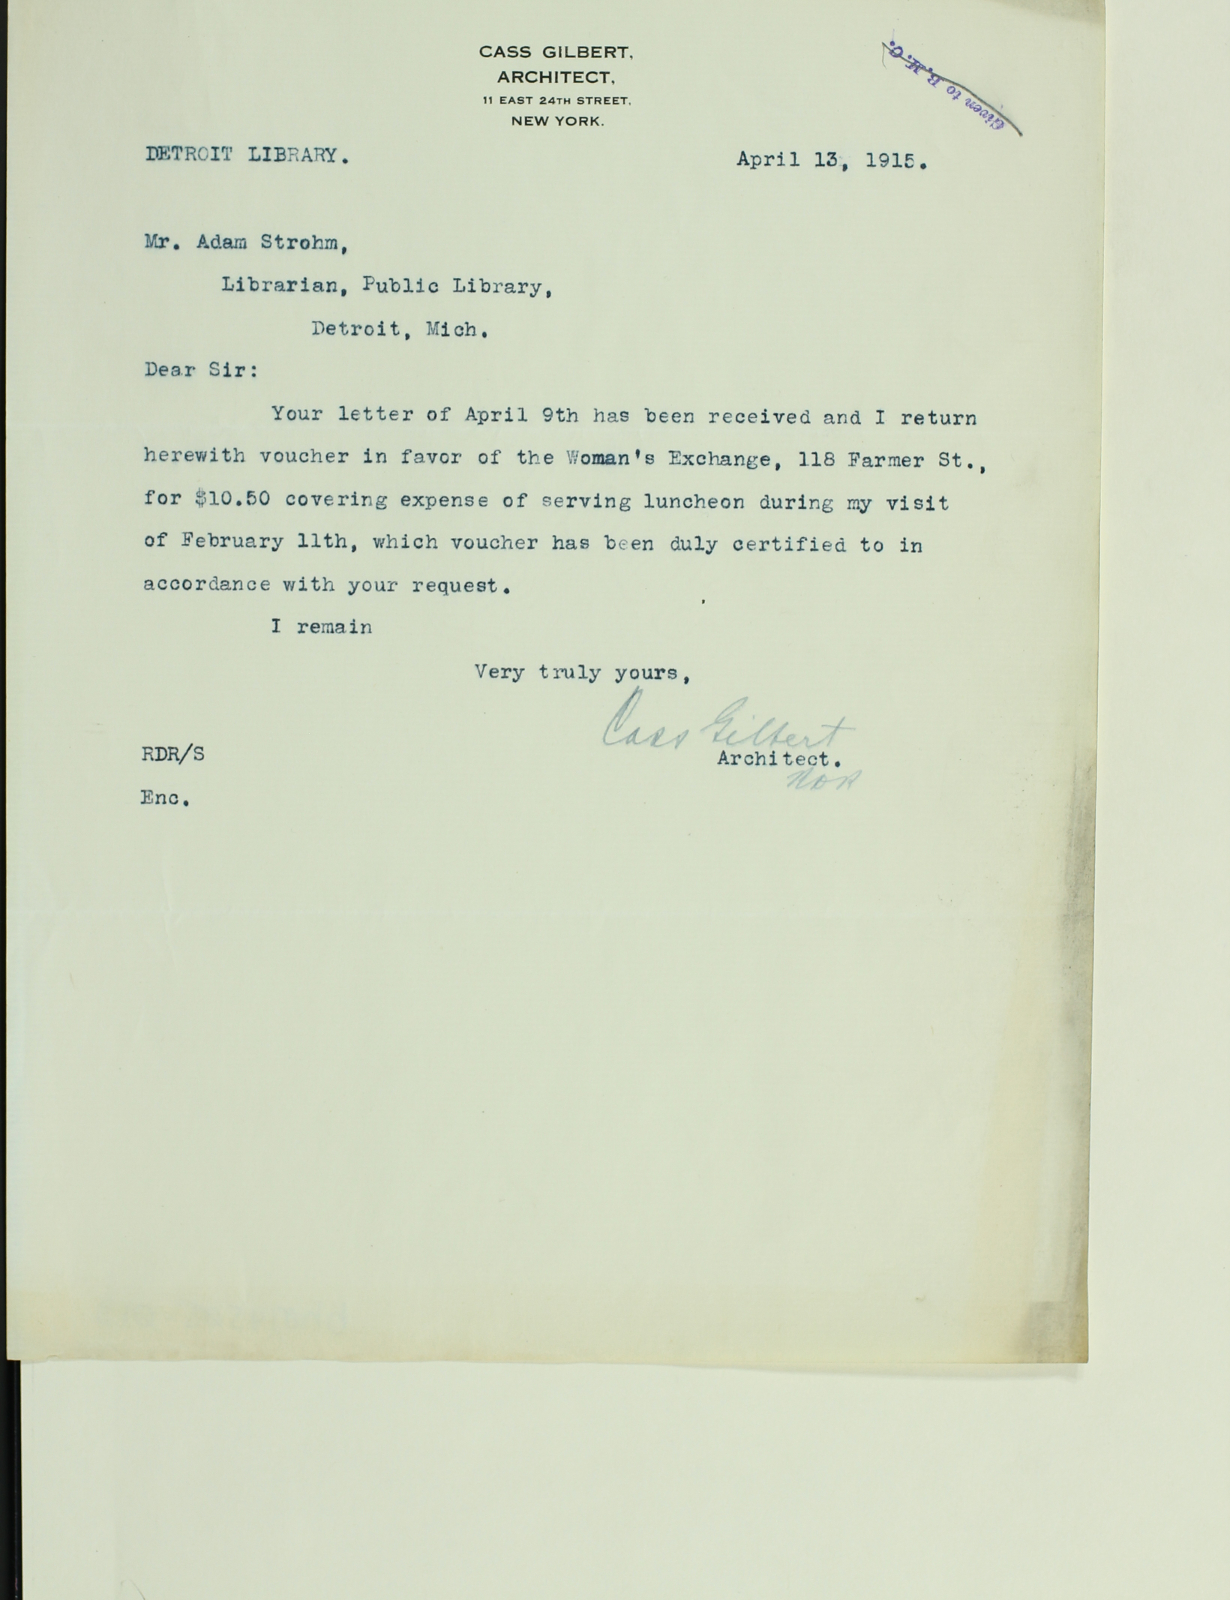 CASS GILBERT,
ARCHITECT,
11 EAST 24TH STREET,
NEW YORK.
Given to B. W. C.
DETROIT LIBRARY.
April 13, 1915.
Mr. Adam Strohm,
Librarian, Public Library,
Detroit, Mich.
Dear Sir:
Your letter of April 9th has been received and I return
herewith voucher in favor of the Woman's Exchange, 118 Farmer St.,
for $10.50 covering expense of serving luncheon during my visit
of February 11th, which voucher has been duly certified to in
accordance with your request.
I remain
Very truly yours,
Cass Gilbert
RDR/S
Architect.
Enc.